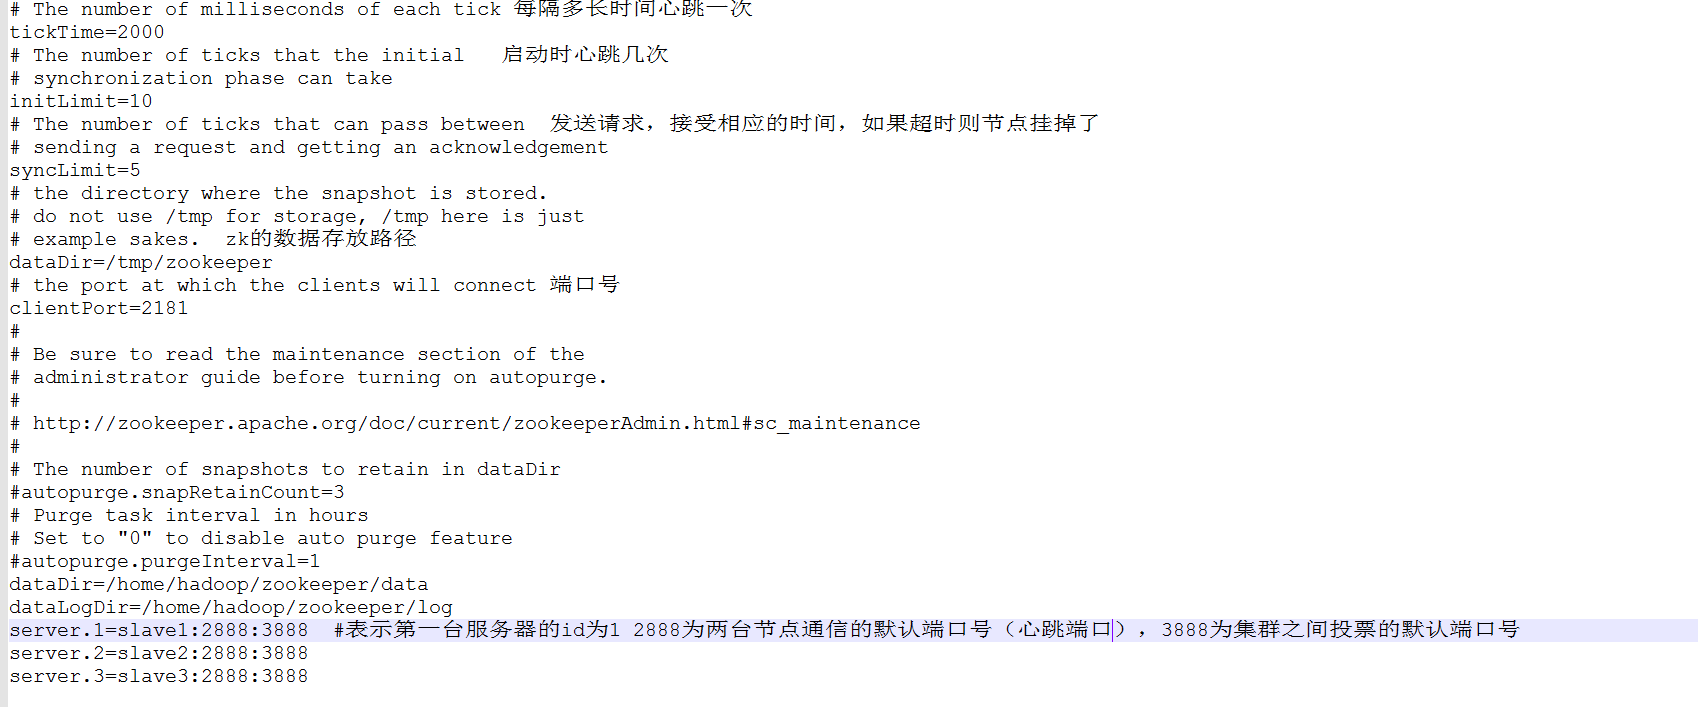 # The number of milliseconds of each tick 每隔多长时间心跳一次
tickTime=2000
# The number of ticks that the initial   启动时心跳几次
# synchronization phase can take
initLimit=10
# The number of ticks that can pass between  发送请求，接受相应的时间，如果超时则节点挂掉了
# sending a request and getting an acknowledgement
syncLimit=5
# the directory where the snapshot is stored.
# do not use /tmp for storage, /tmp here is just
# example sakes.  zk的数据存放路径
dataDir=/tmp/zookeeper
# the port at which the clients will connect 端口号
clientPort=2181
#
# Be sure to read the maintenance section of the
# administrator guide before turning on autopurge.
#
# http://zookeeper.apache.org/doc/current/zookeeperAdmin.html#sc_maintenance
#
# The number of snapshots to retain in dataDir
#autopurge.snapRetainCount=3
# Purge task interval in hours
# Set to "0" to disable auto purge feature
#autopurge.purgeInterval=1
dataDir=/home/hadoop/zookeeper/data
dataLogDir=/home/hadoop/zookeeper/log
server.1=slave1:2888:3888  #表示第一台服务器的id为1 2888为两台节点通信的默认端口号（心跳端口），3888为集群之间投票的默认端口号
server.2=slave2:2888:3888
server.3=slave3:2888:3888